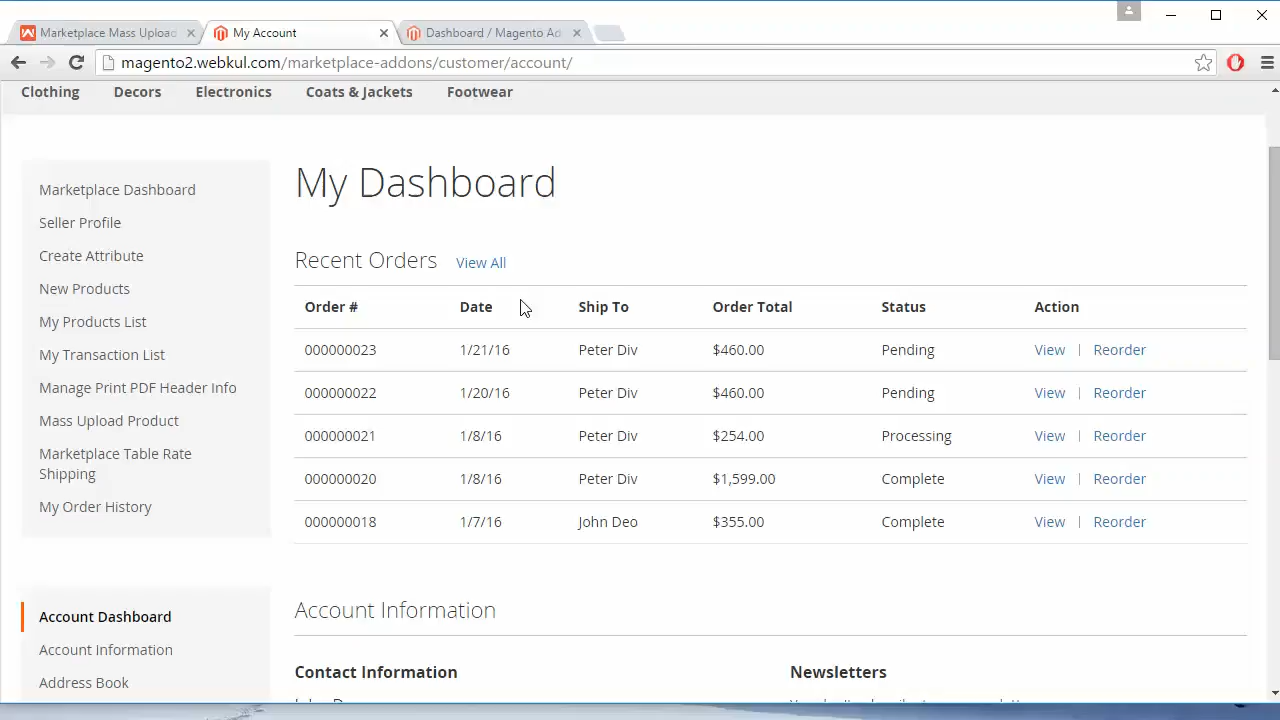 Marketplace Mass Upload
My Account
Dashboard / Magento Ad
magento2.webkul.com/marketplace-addons/customer/account/
Clothing Decors Electronics Coats & Jackets Footwear
Marketplace Dashboard
Seller Profile
Create Attribute
New Products
My Products List
My Transaction List
Manage Print PDF Header Info
Mass Upload Product
Marketplace Table Rate
Shipping
My Order History
Account Dashboard
Account Information
Address Book
My Dashboard
Recent Orders View All
Order # Date Ship To Order Total Status Action
000000023 1/21/16 Peter Div $460.00 Pending View | Reorder
000000022 1/20/16 Peter Div $460.00 Pending View | Reorder
000000021 1/8/16 Peter Div $254.00 Processing View | Reorder
000000020 1/8/16 Peter Div $1,599.00 Complete View | Reorder
000000018 1/7/16 John Deo $355.00 Complete View | Reorder
Account Information
Contact Information Newsletters